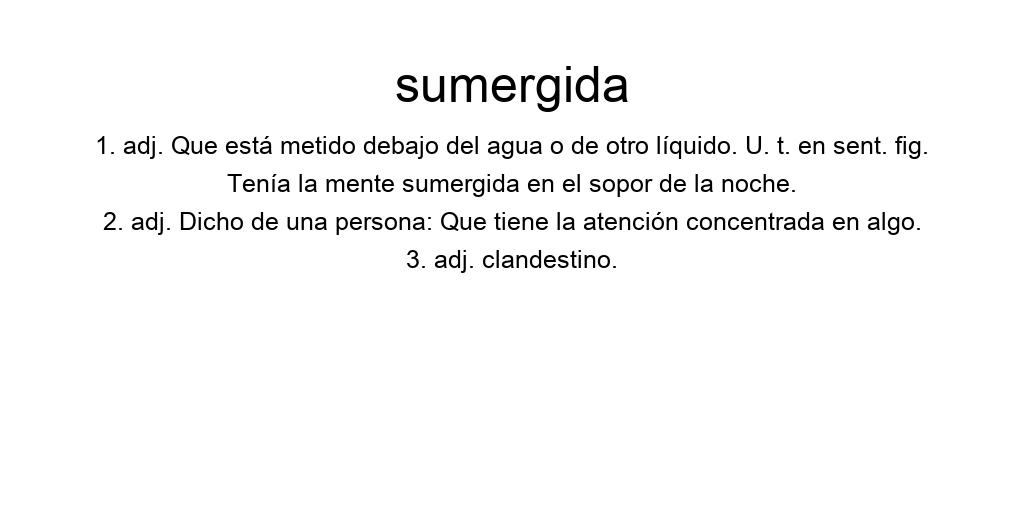 sumergida
1. adj. Que está metido debajo del agua o de otro líquido. U. t. en sent. fig.
Tenía la mente sumergida en el sopor de la noche.
2. adj. Dicho de una persona: Que tiene la atención concentrada en algo.
3. adj. clandestino.